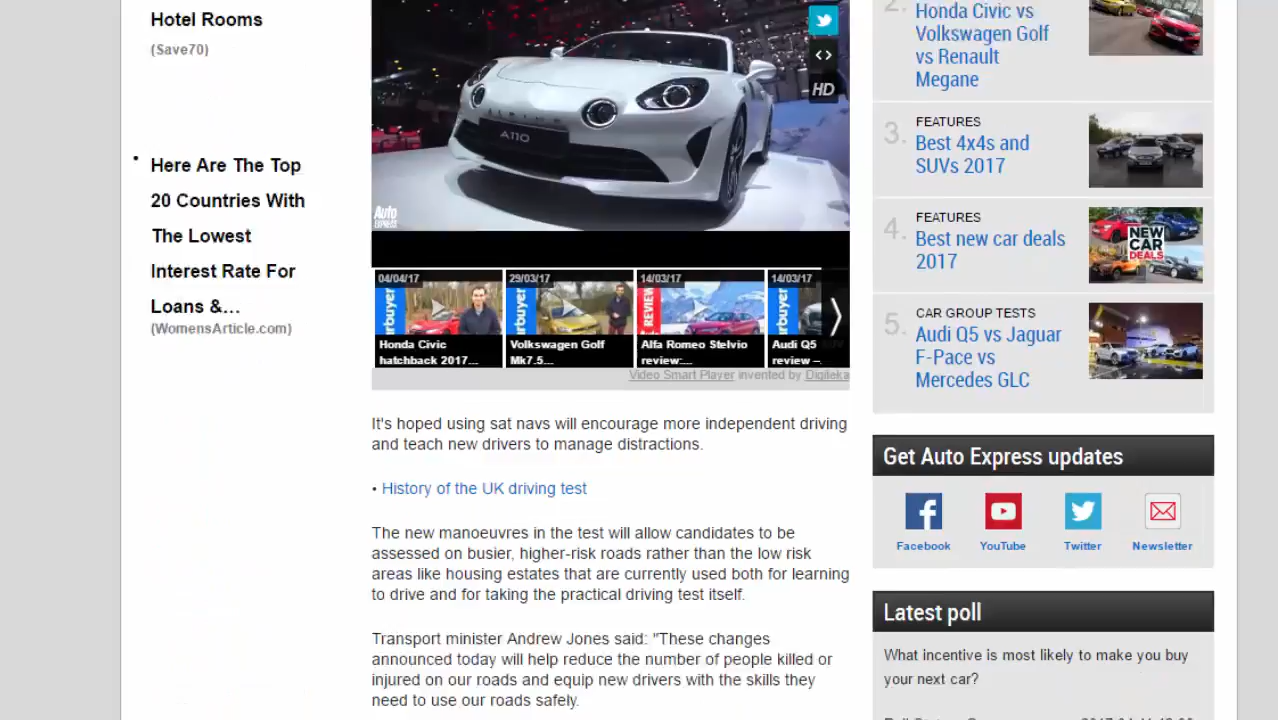 Hotel Rooms
(Save70)
• Here Are The Top
20 Countries With
The Lowest
Interest Rate For
Loans &...
(WomensArticle.com)
HD
ALPINE
A110
Auto
EXPRESS
04/04/17
Honda Civic
hatchback 2017...
29/03/17
Volkswagen Golf
Mk7.5...
14/03/17
REVIEW
Alfa Romeo Stelvio
review:...
14/03/17
Audi Q5
review –
Video Smart Player invented by Digiteka
It's hoped using sat navs will encourage more independent driving
and teach new drivers to manage distractions.
• History of the UK driving test
The new manoeuvres in the test will allow candidates to be
assessed on busier, higher-risk roads rather than the low risk
areas like housing estates that are currently used both for learning
to drive and for taking the practical driving test itself.
Transport minister Andrew Jones said: "These changes
announced today will help reduce the number of people killed or
injured on our roads and equip new drivers with the skills they
need to use our roads safely.
2.
Honda Civic vs
Volkswagen Golf
vs Renault
Megane
FEATURES
3. Best 4x4s and
SUVs 2017
FEATURES
4. Best new car deals
2017
NEW
CAR
DEALS
CAR GROUP TESTS
5. Audi Q5 vs Jaguar
F-Pace vs
Mercedes GLC
Get Auto Express updates
Facebook YouTube Twitter Newsletter
Latest poll
What incentive is most likely to make you buy
your next car?